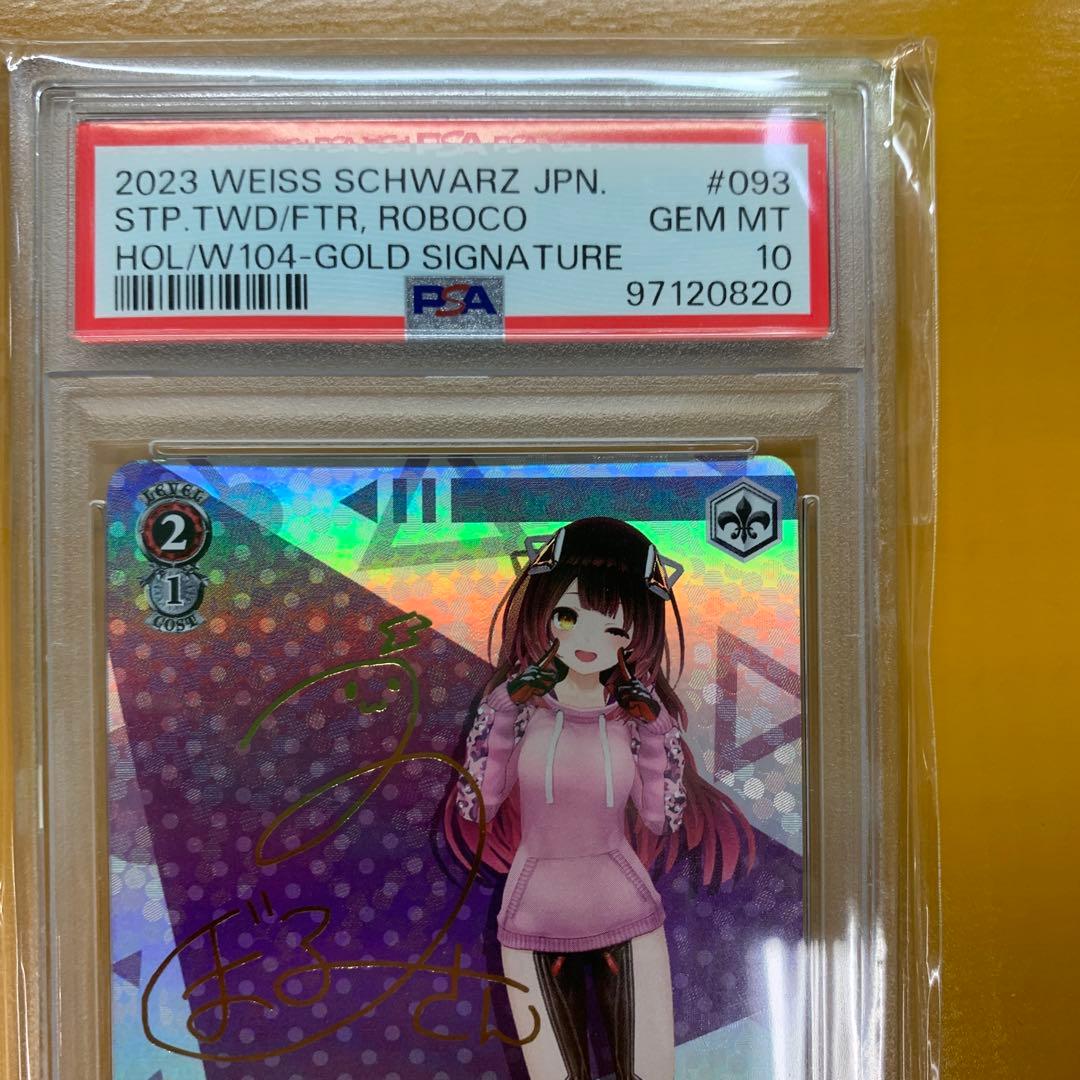 2023 WEISS SCHWARZ JPN. #093
STP.TWD/FTR, ROBOCO GEM MT
HOL/W104-GOLD SIGNATURE 10
PSA 97120820
LEVEL
2
1
COST